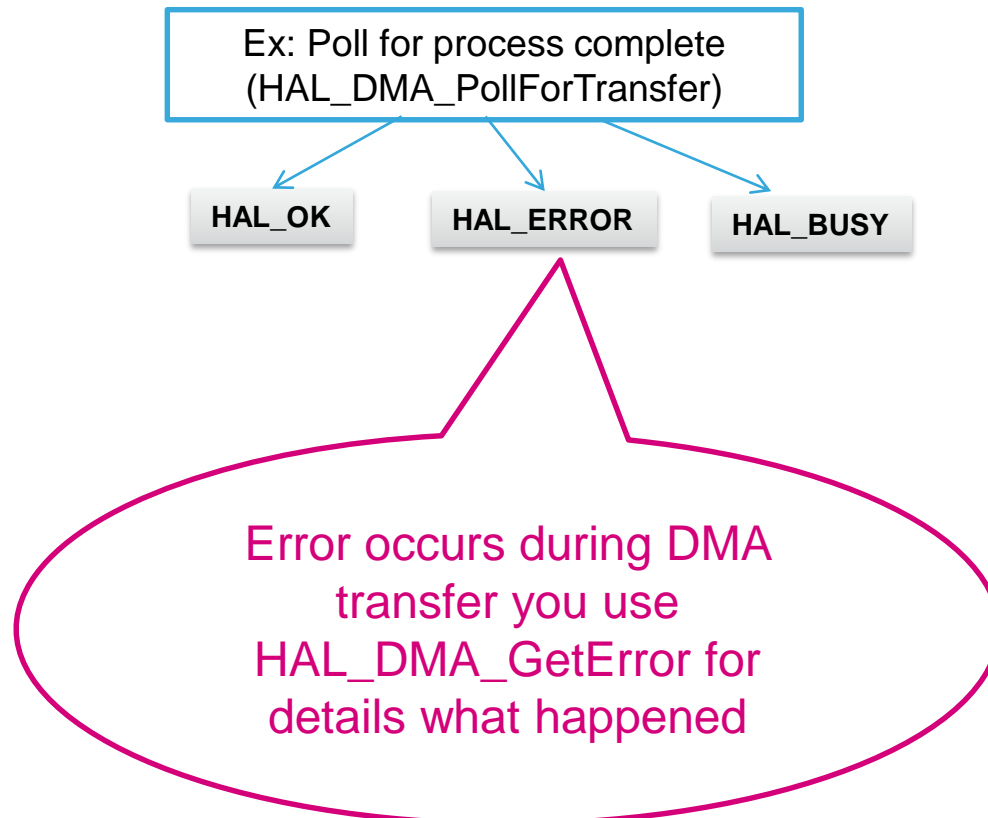 Ex: Poll for process complete
(HAL_DMA_PollForTransfer)
HAL_OK
HAL_ERROR
HAL_BUSY
Error occurs during DMA
transfer you use
HAL_DMA_GetError for
details what happened